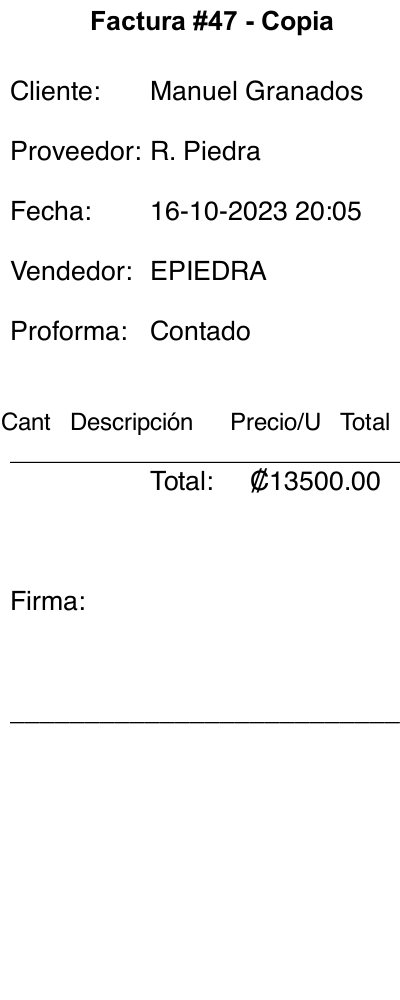 Factura #47 - Copia
Cliente: Manuel Granados
Proveedor: R. Piedra
Fecha: 16-10-2023 20:05
Vendedor: EPIEDRA
Proforma: Contado
Cant Descripción Precio/U Total
Total: ₡13500.00
Firma: